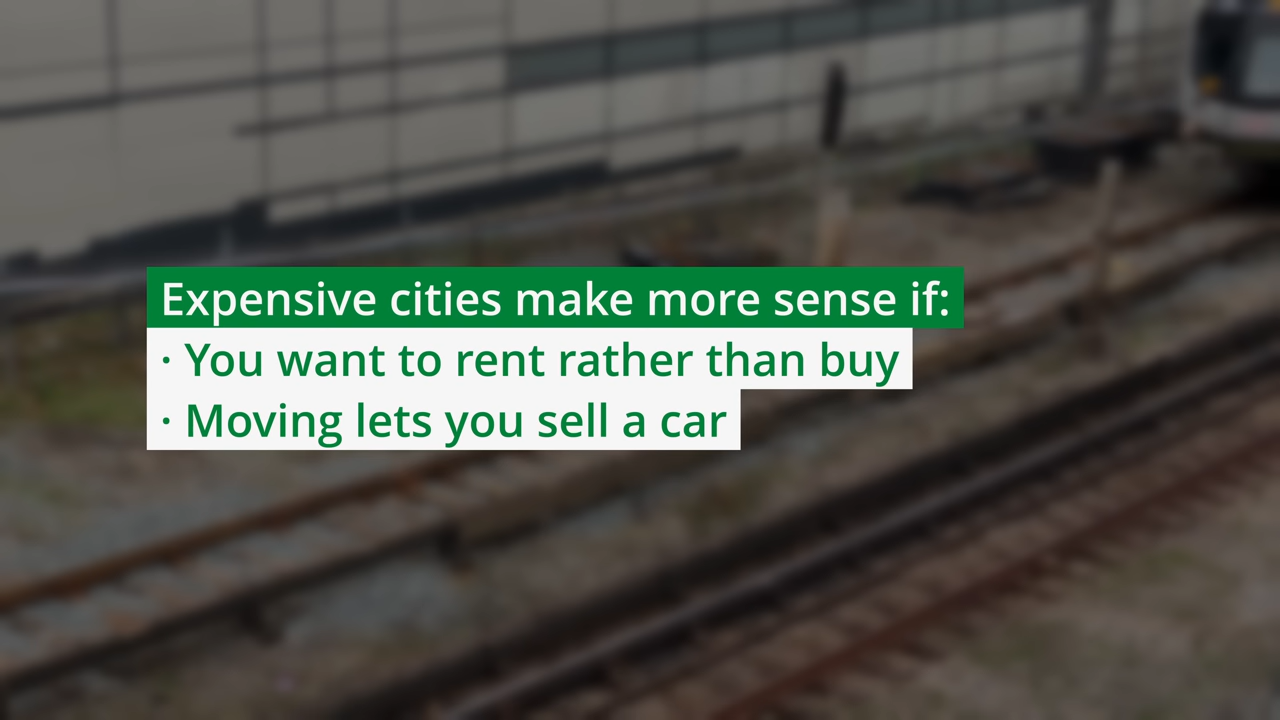 Expensive cities make more sense if:
· You want to rent rather than buy
· Moving lets you sell a car